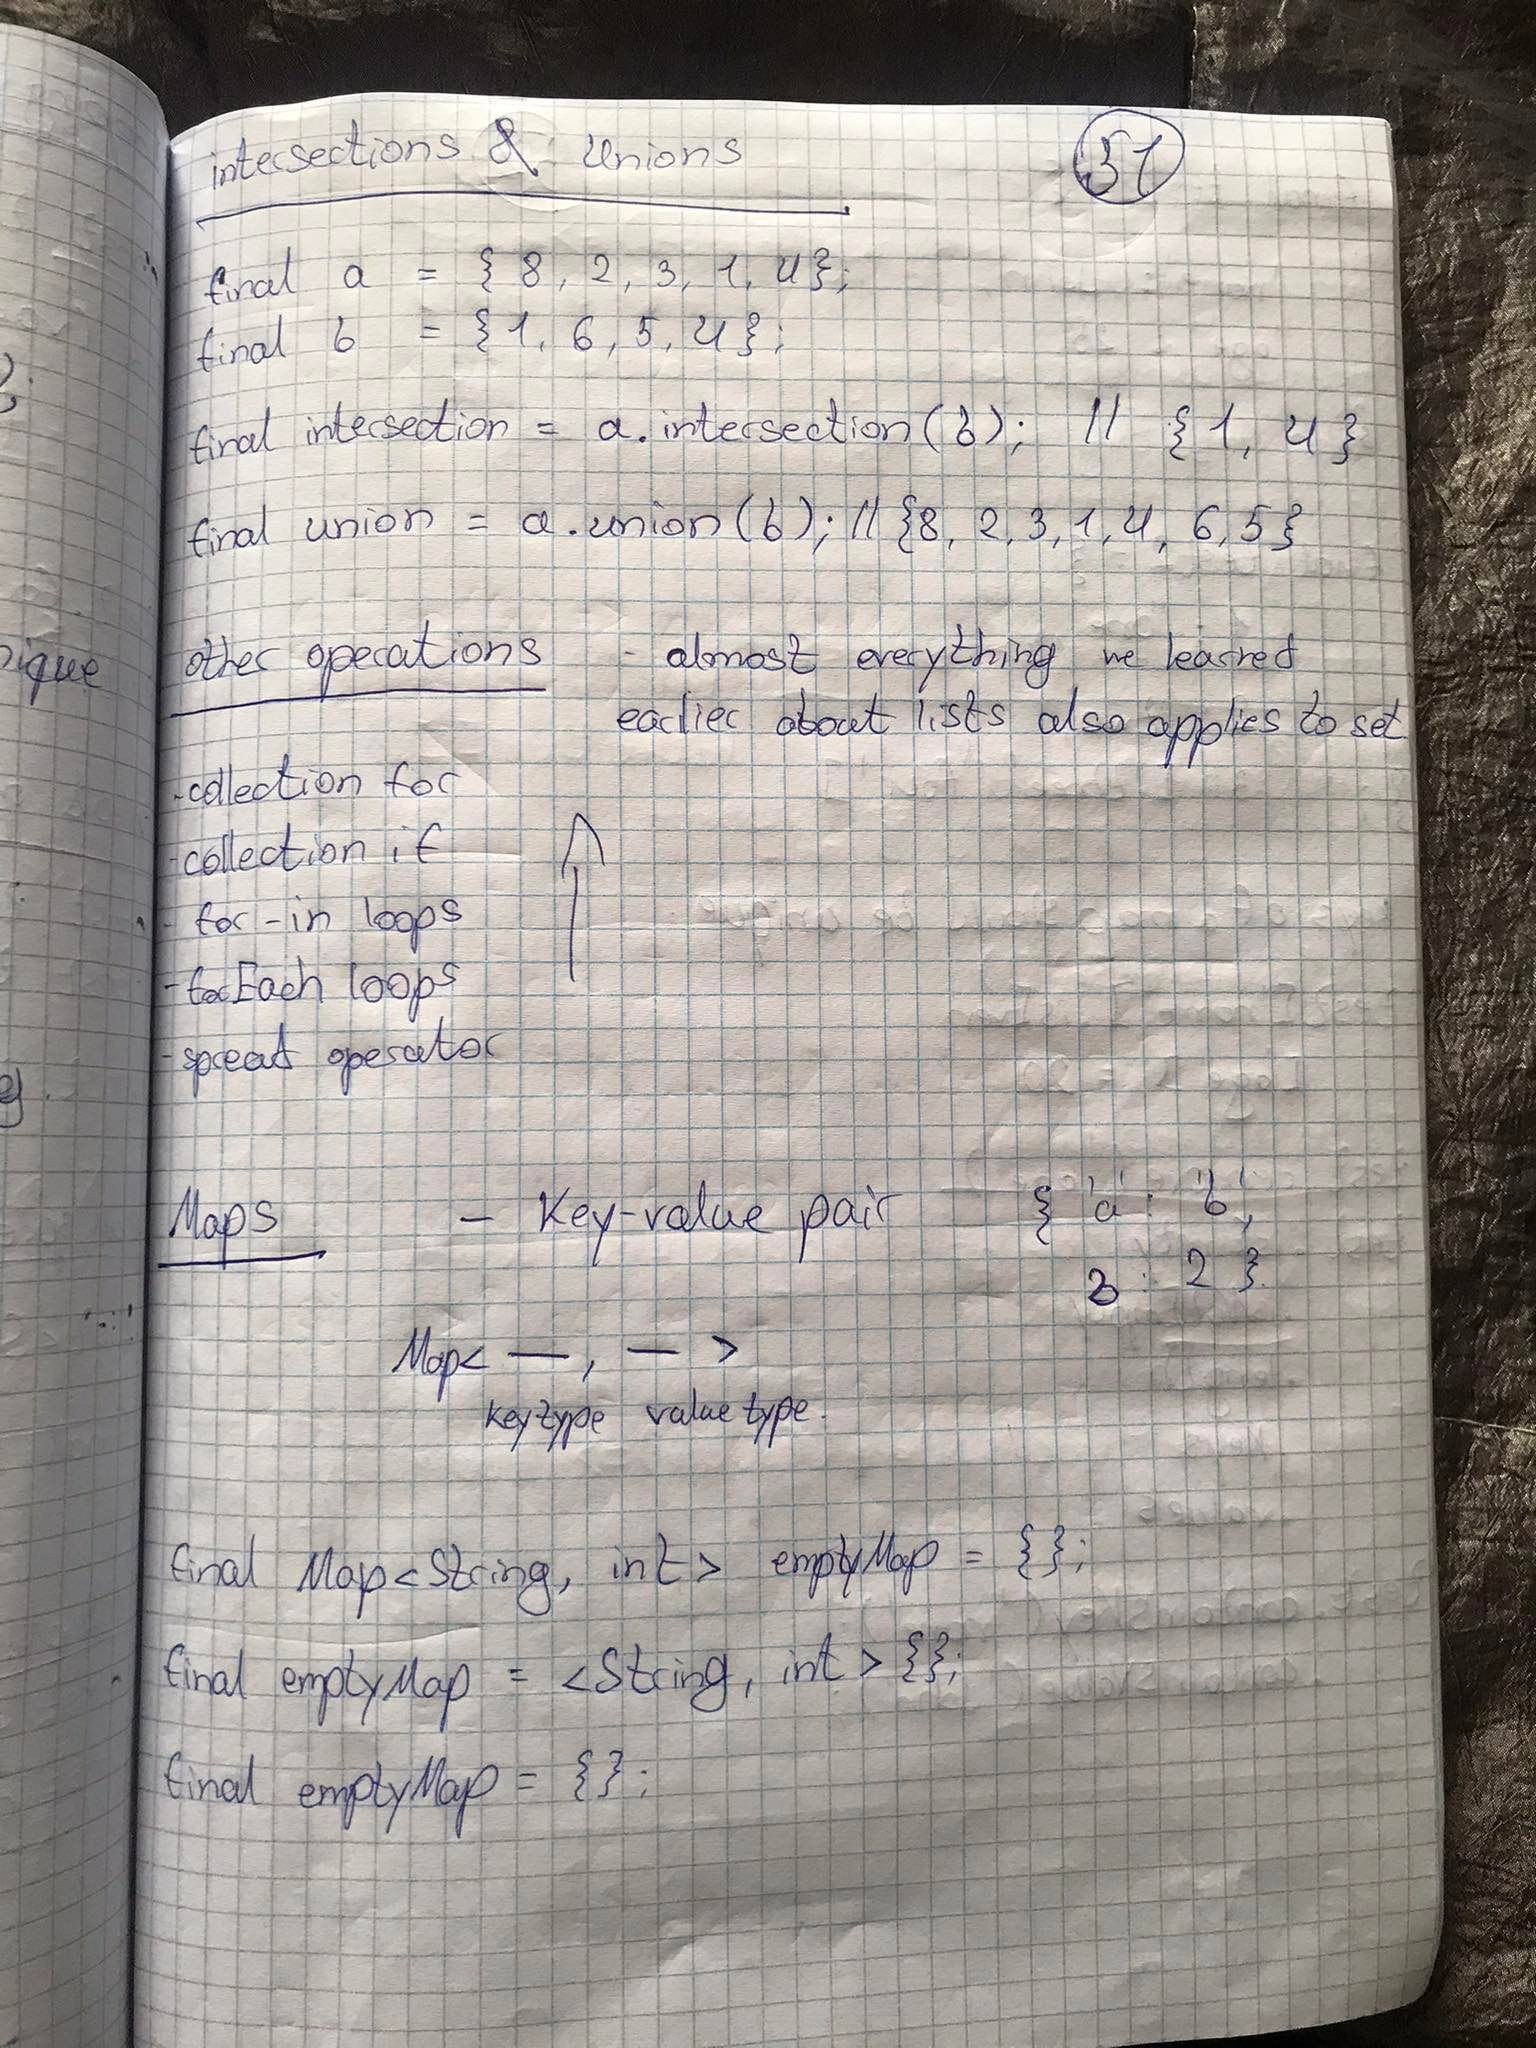 intersections & Unions
51
final a = { 8, 2, 3, 1, 4};
final b = {1, 6, 5, 4};
final intersection = a.intersection(b); // {1, 4}
final union = a.union(b); // {8, 2, 3, 1, 4, 6, 5}
nique
other operations - almost everything we learned
earlier about lists also applies to set
- collection for
- collection if
- for-in loops
- forEach loops
- spreat operator
Maps - Key-value pair { 'a' : 'b',
3 : 2 }
Map< — , — >
keytype value type
final Map<String, int> emptyMap = {};
final emptyMap = <String, int> {};
final emptyMap = {};